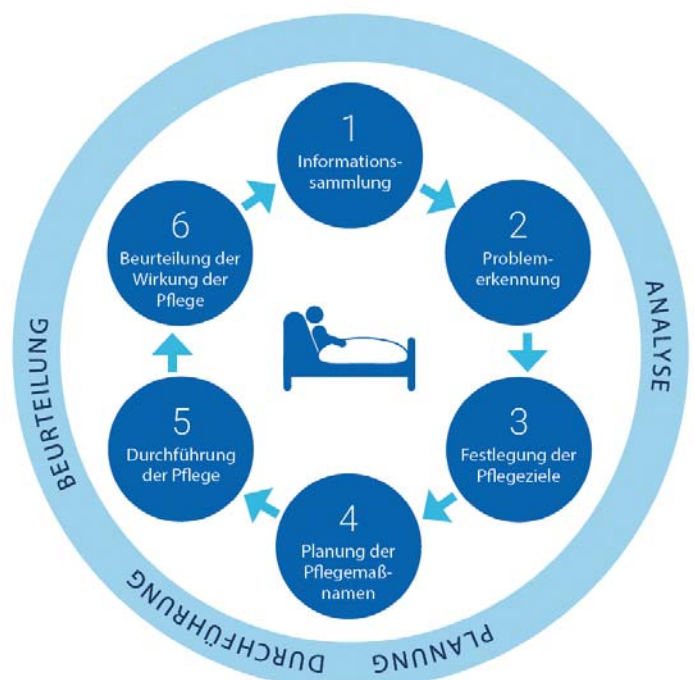 1
Informations-
sammlung
2
Problem-
erkennung
3
Festlegung der
Pflegeziele
4
Planung der
Pflegemaß-
namen
5
Durchführung
der Pflege
6
Beurteilung der
Wirkung der
Pflege
ANALYSE
PLANUNG
DURCHFÜHRUNG
BEURTEILUNG